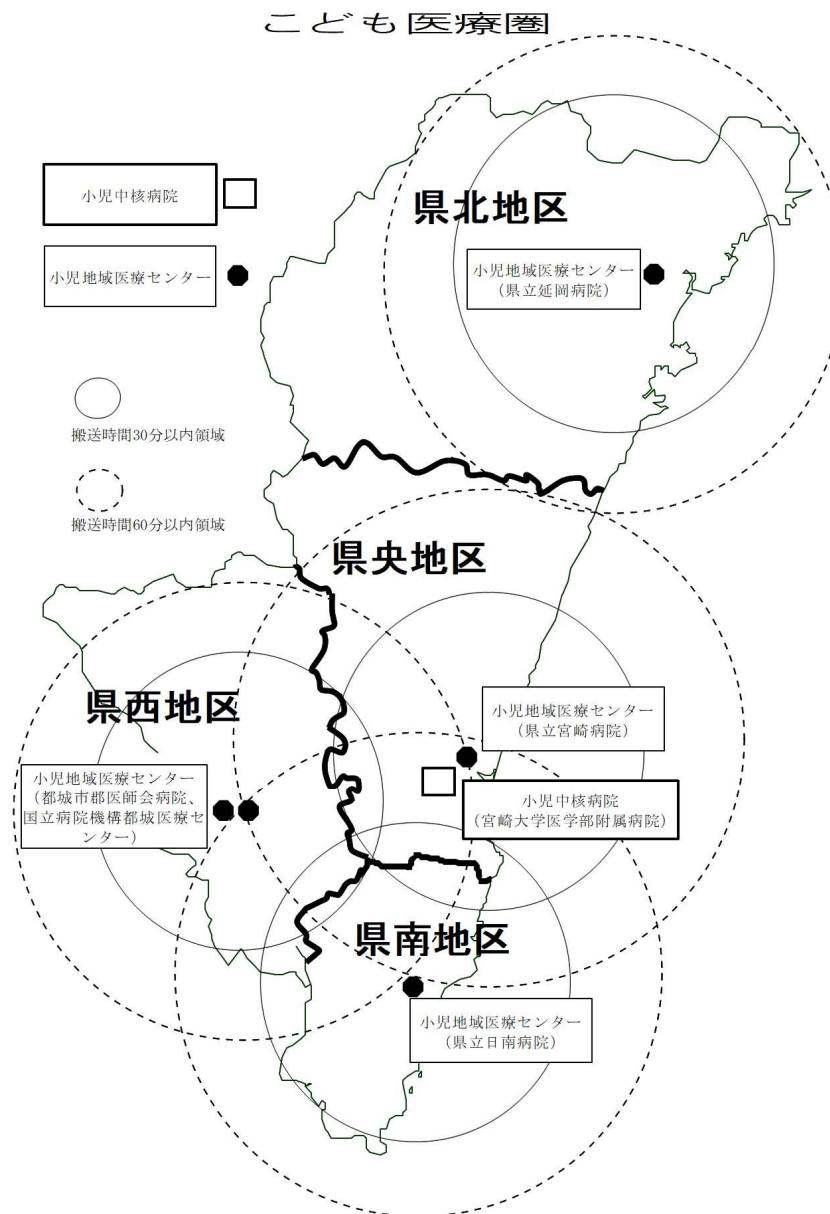 こども医療圏
小児中核病院
県北地区
小児地域医療センター
小児地域医療センター
（県立延岡病院）
搬送時間30分以内領域
搬送時間60分以内領域
県央地区
県西地区
小児地域医療センター
（県立宮崎病院）
小児地域医療センター
（都城市郡医師会病院、
国立病院機構都城医療セ
ンター）
小児中核病院
（宮崎大学医学部附属病院）
県南地区
小児地域医療センター
（県立日南病院）